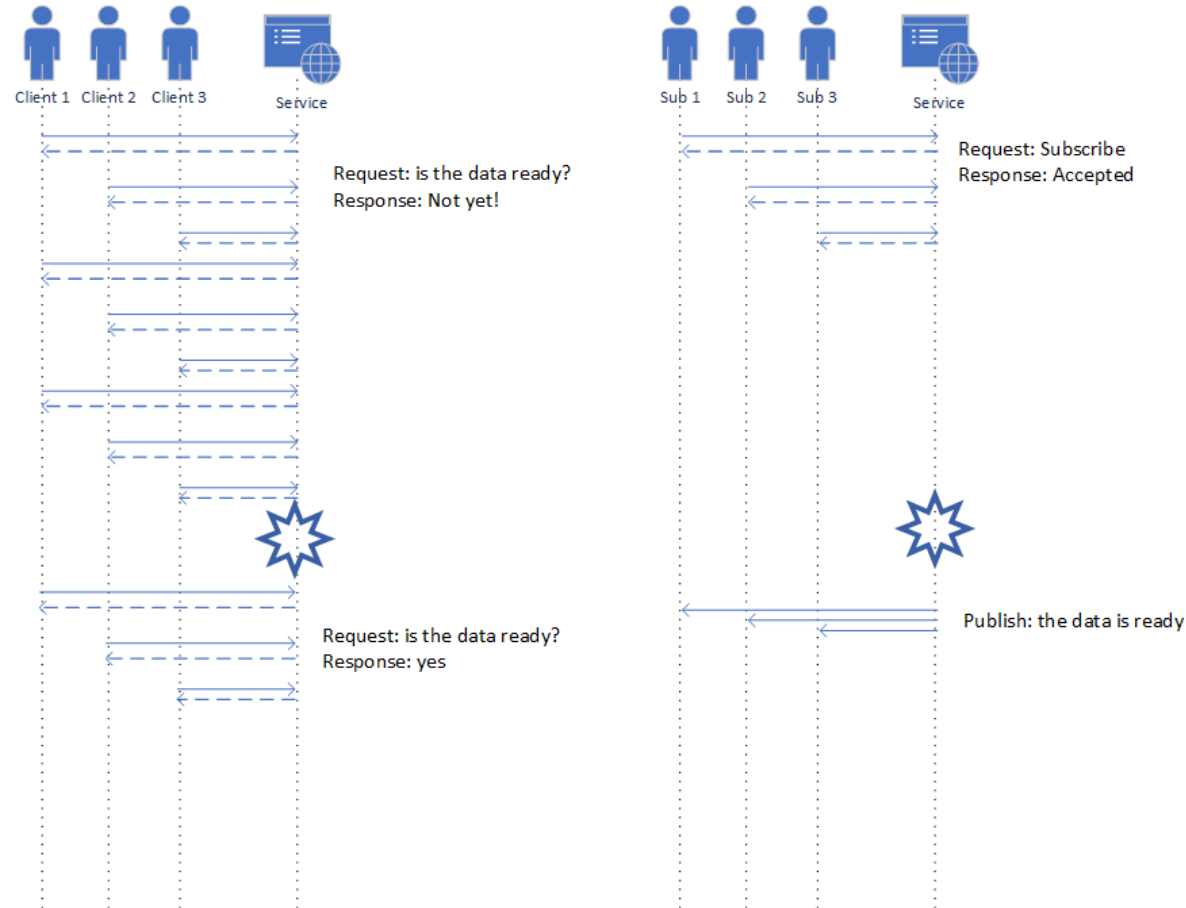 Client 1 Client 2 Client 3 Service
Request: is the data ready?
Response: Not yet!
Request: is the data ready?
Response: yes
Sub 1 Sub 2 Sub 3 Service
Request: Subscribe
Response: Accepted
Publish: the data is ready